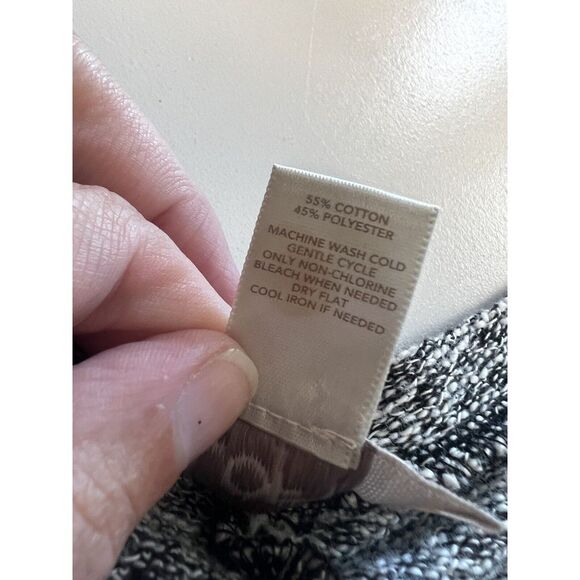 55% COTTON
45% POLYESTER
MACHINE WASH COLD
GENTLE CYCLE
ONLY NON-CHLORINE
BLEACH WHEN NEEDED
DRY FLAT
COOL IRON IF NEEDED